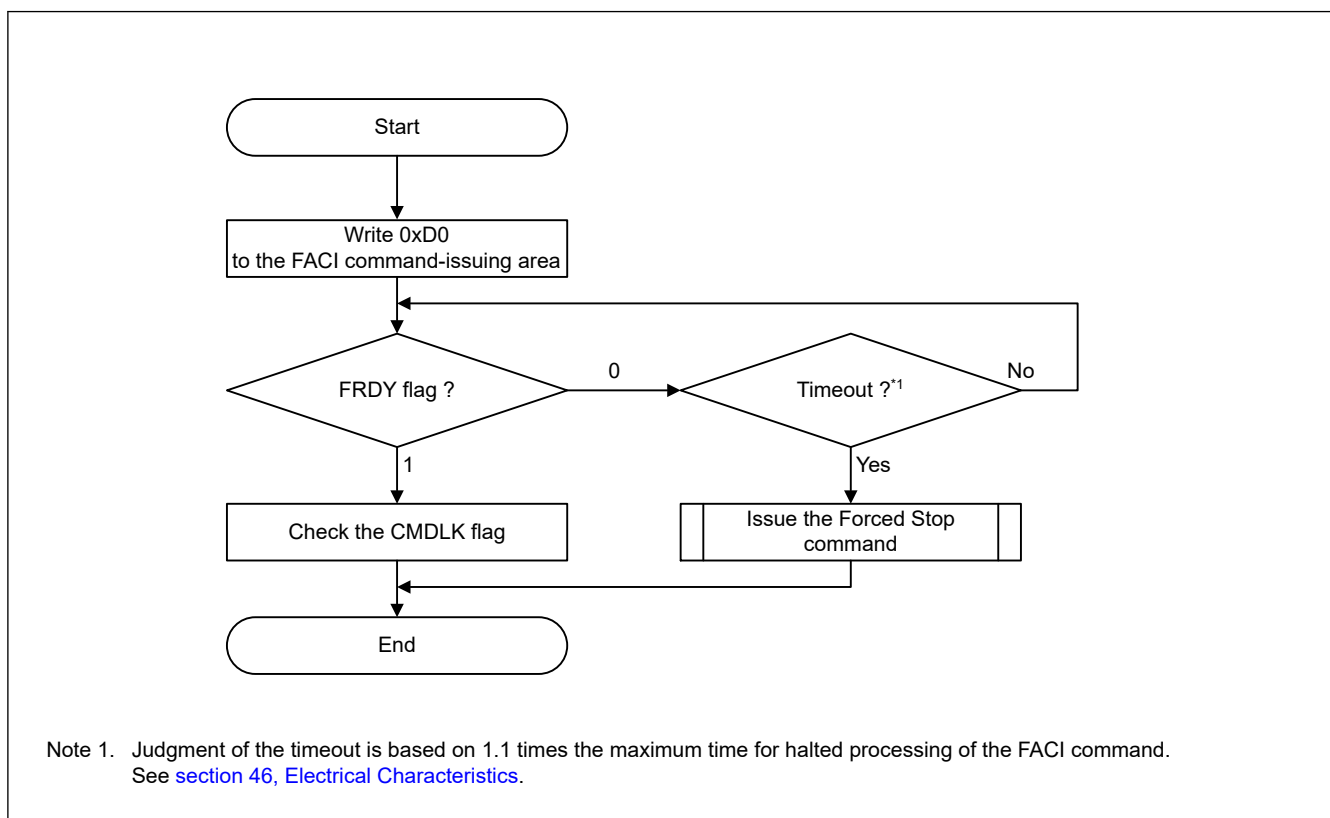 Start
Write 0xD0
to the FACI command-issuing area
FRDY flag ?
0
Timeout ?*1
No
1
Yes
Check the CMDLK flag
Issue the Forced Stop
command
End
Note 1. Judgment of the timeout is based on 1.1 times the maximum time for halted processing of the FACI command.
See section 46, Electrical Characteristics.